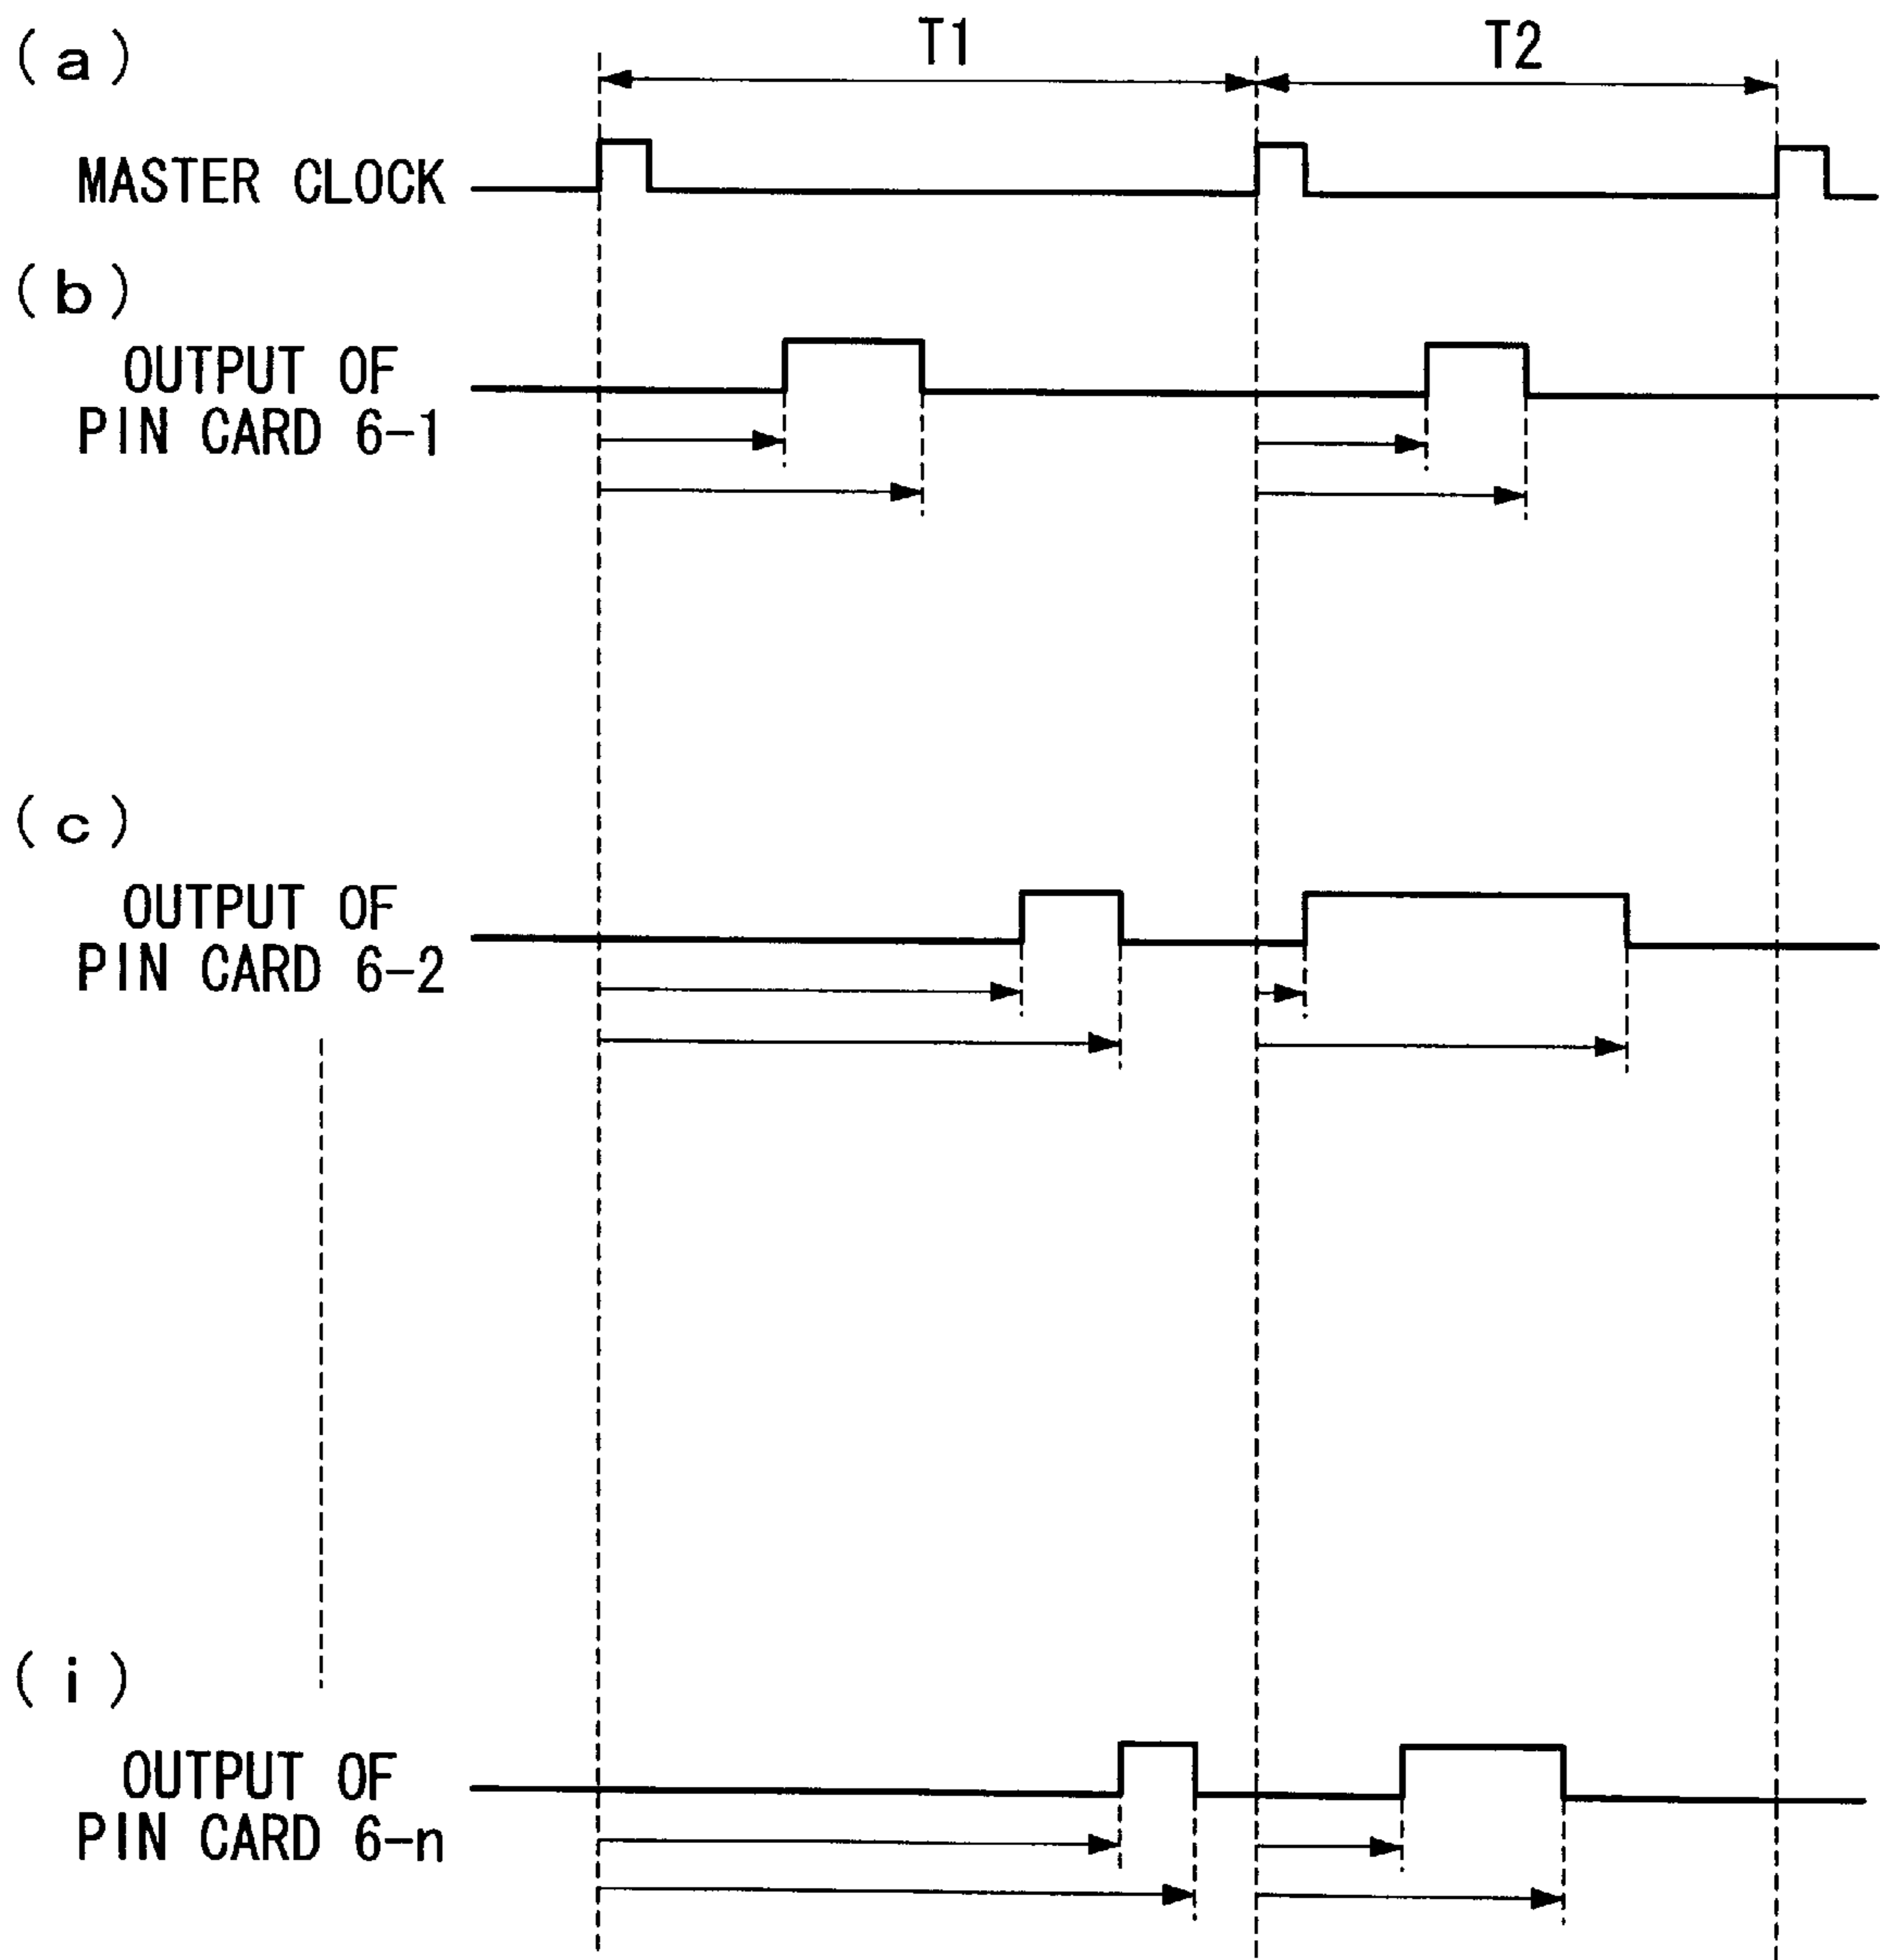 (a)
T1
T2
MASTER CLOCK
(b)
OUTPUT OF
PIN CARD 6-1
(c)
OUTPUT OF
PIN CARD 6-2
(i)
OUTPUT OF
PIN CARD 6-n